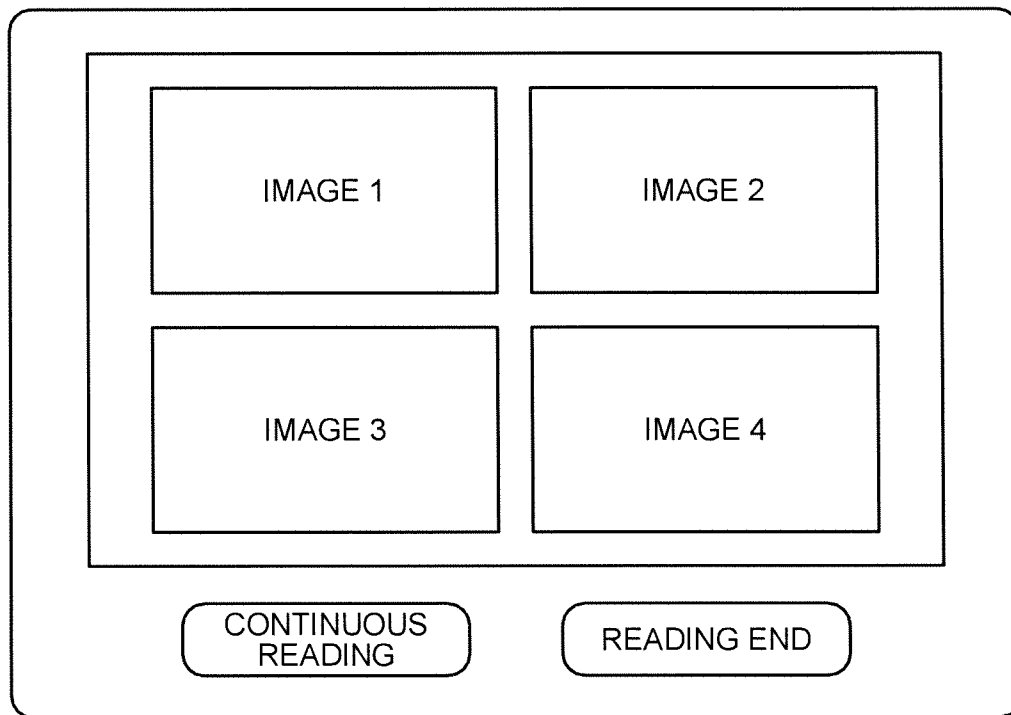 IMAGE 1
IMAGE 2
IMAGE 3
IMAGE 4
CONTINUOUS
READING
READING END